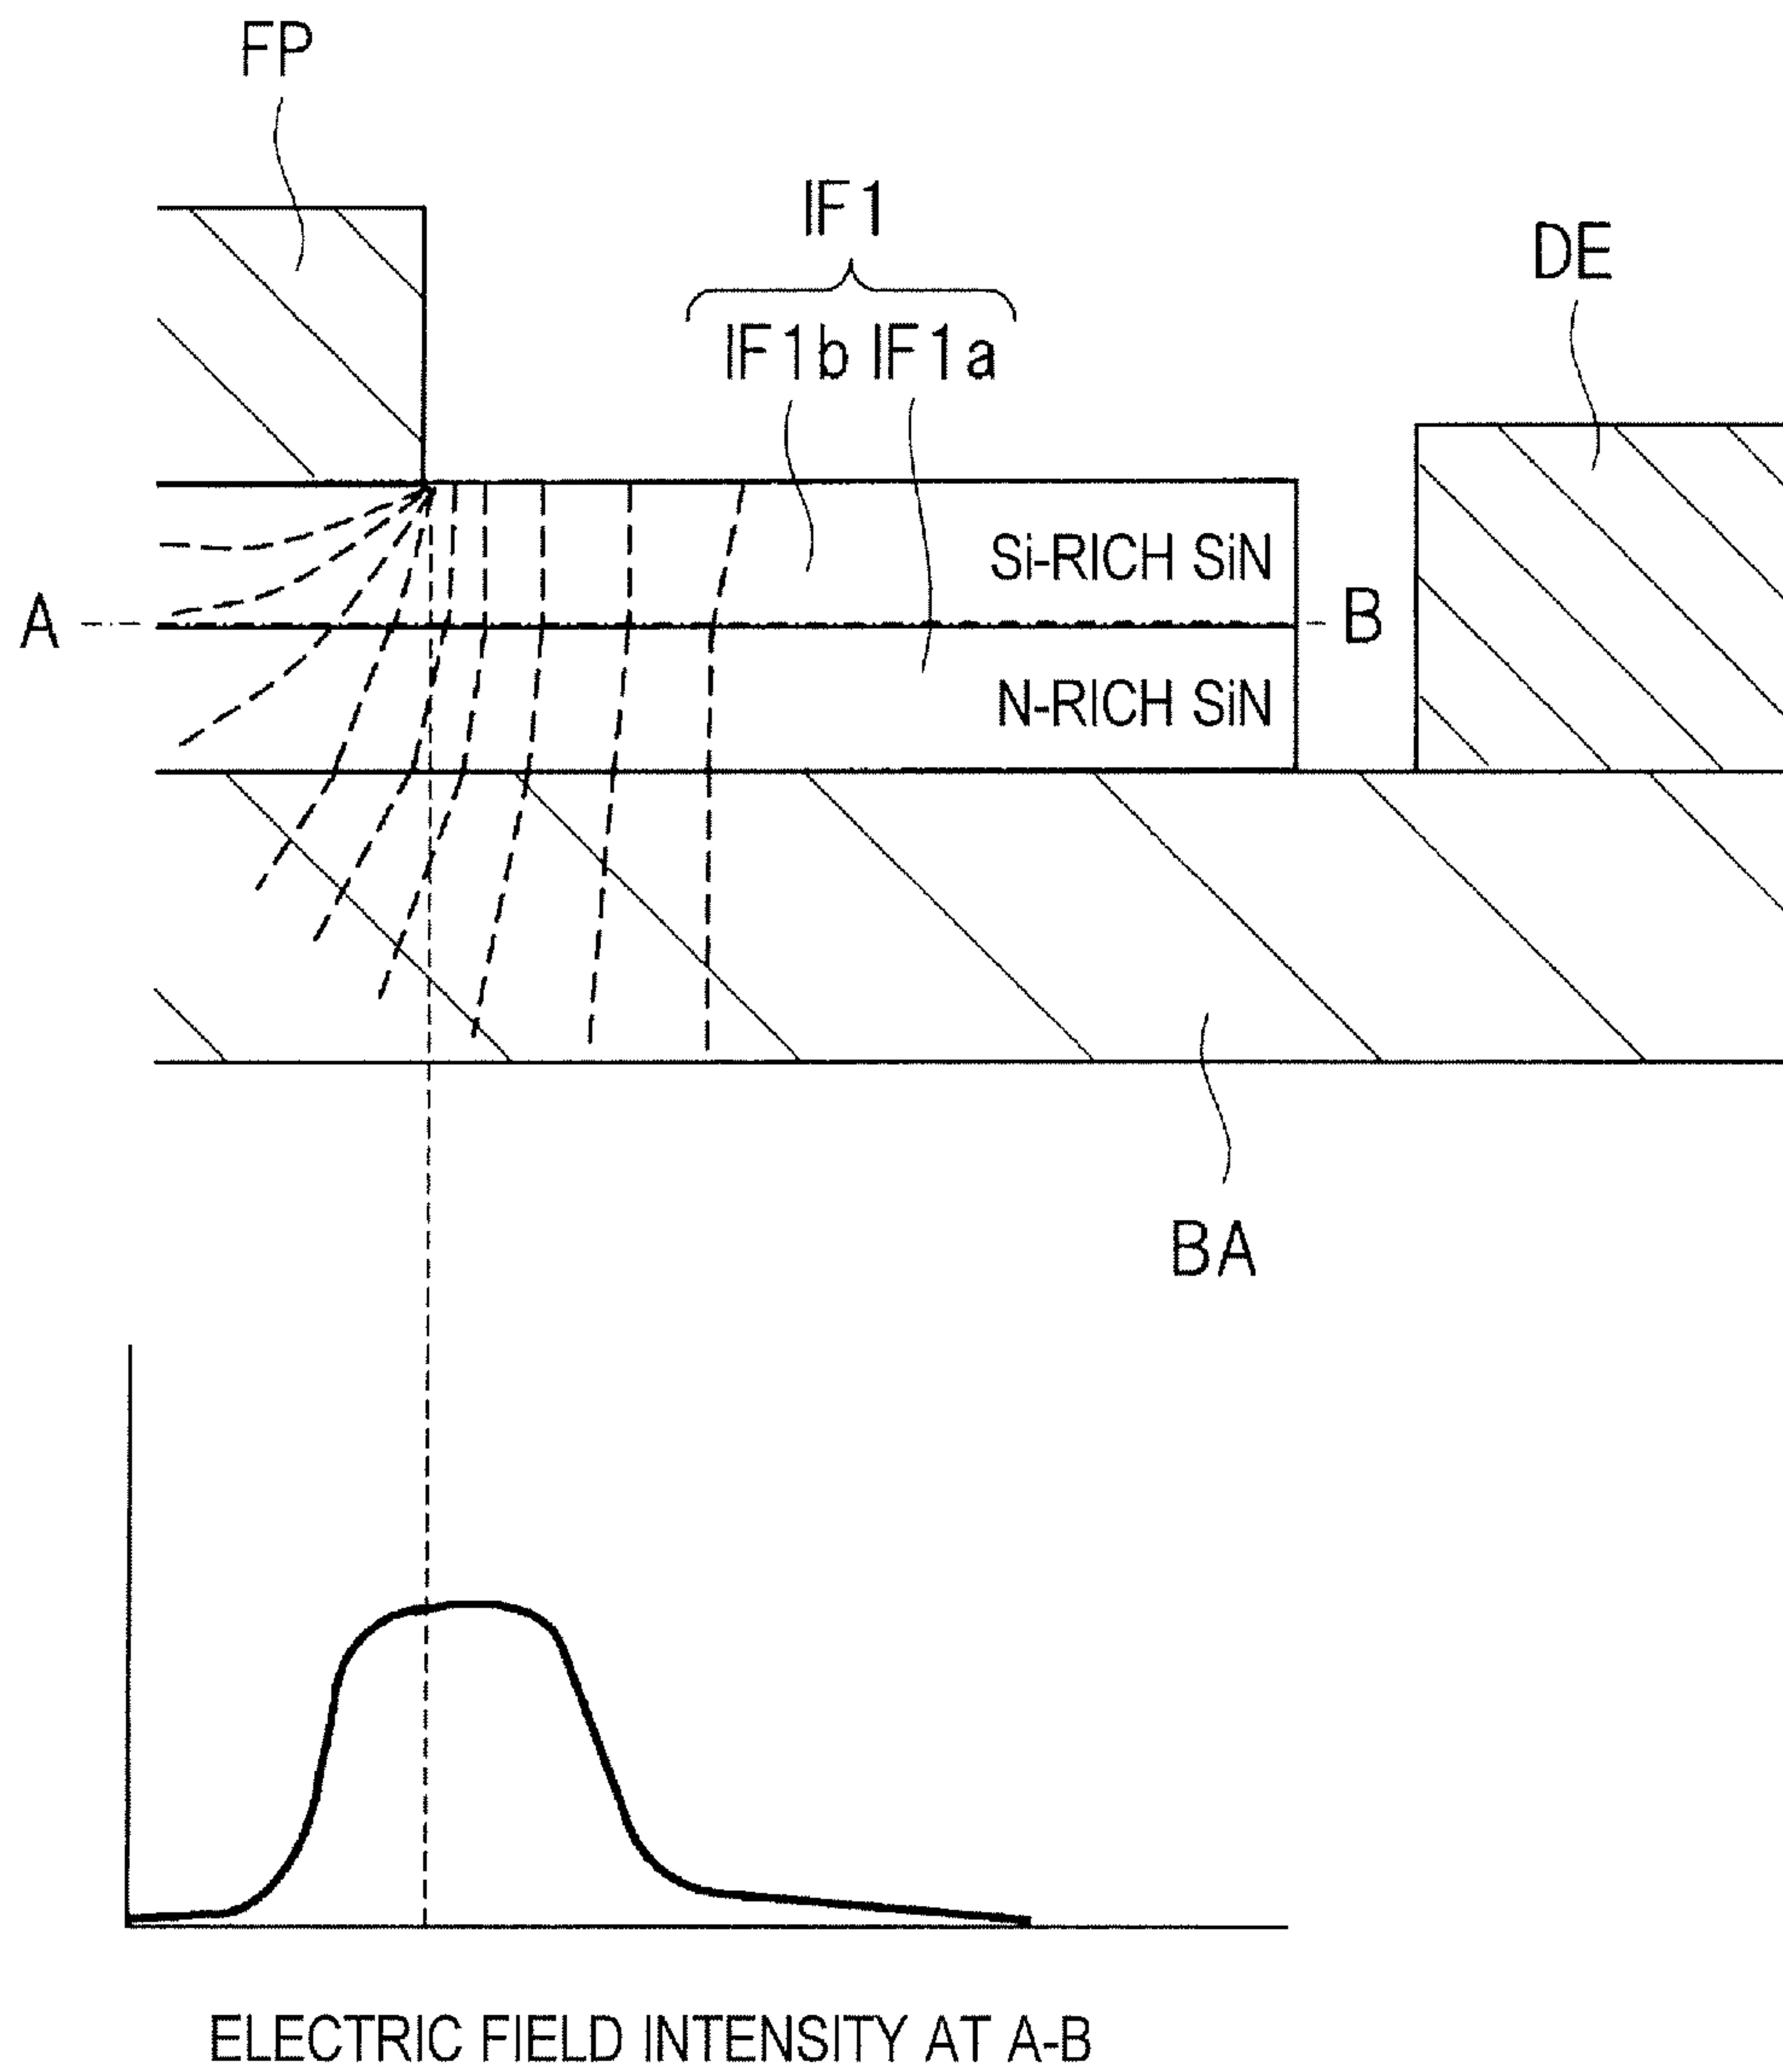 FP
IF1
DE
IF1b IF1a
Si-RICH SiN
A
B
N-RICH SiN
BA
ELECTRIC FIELD INTENSITY AT A-B